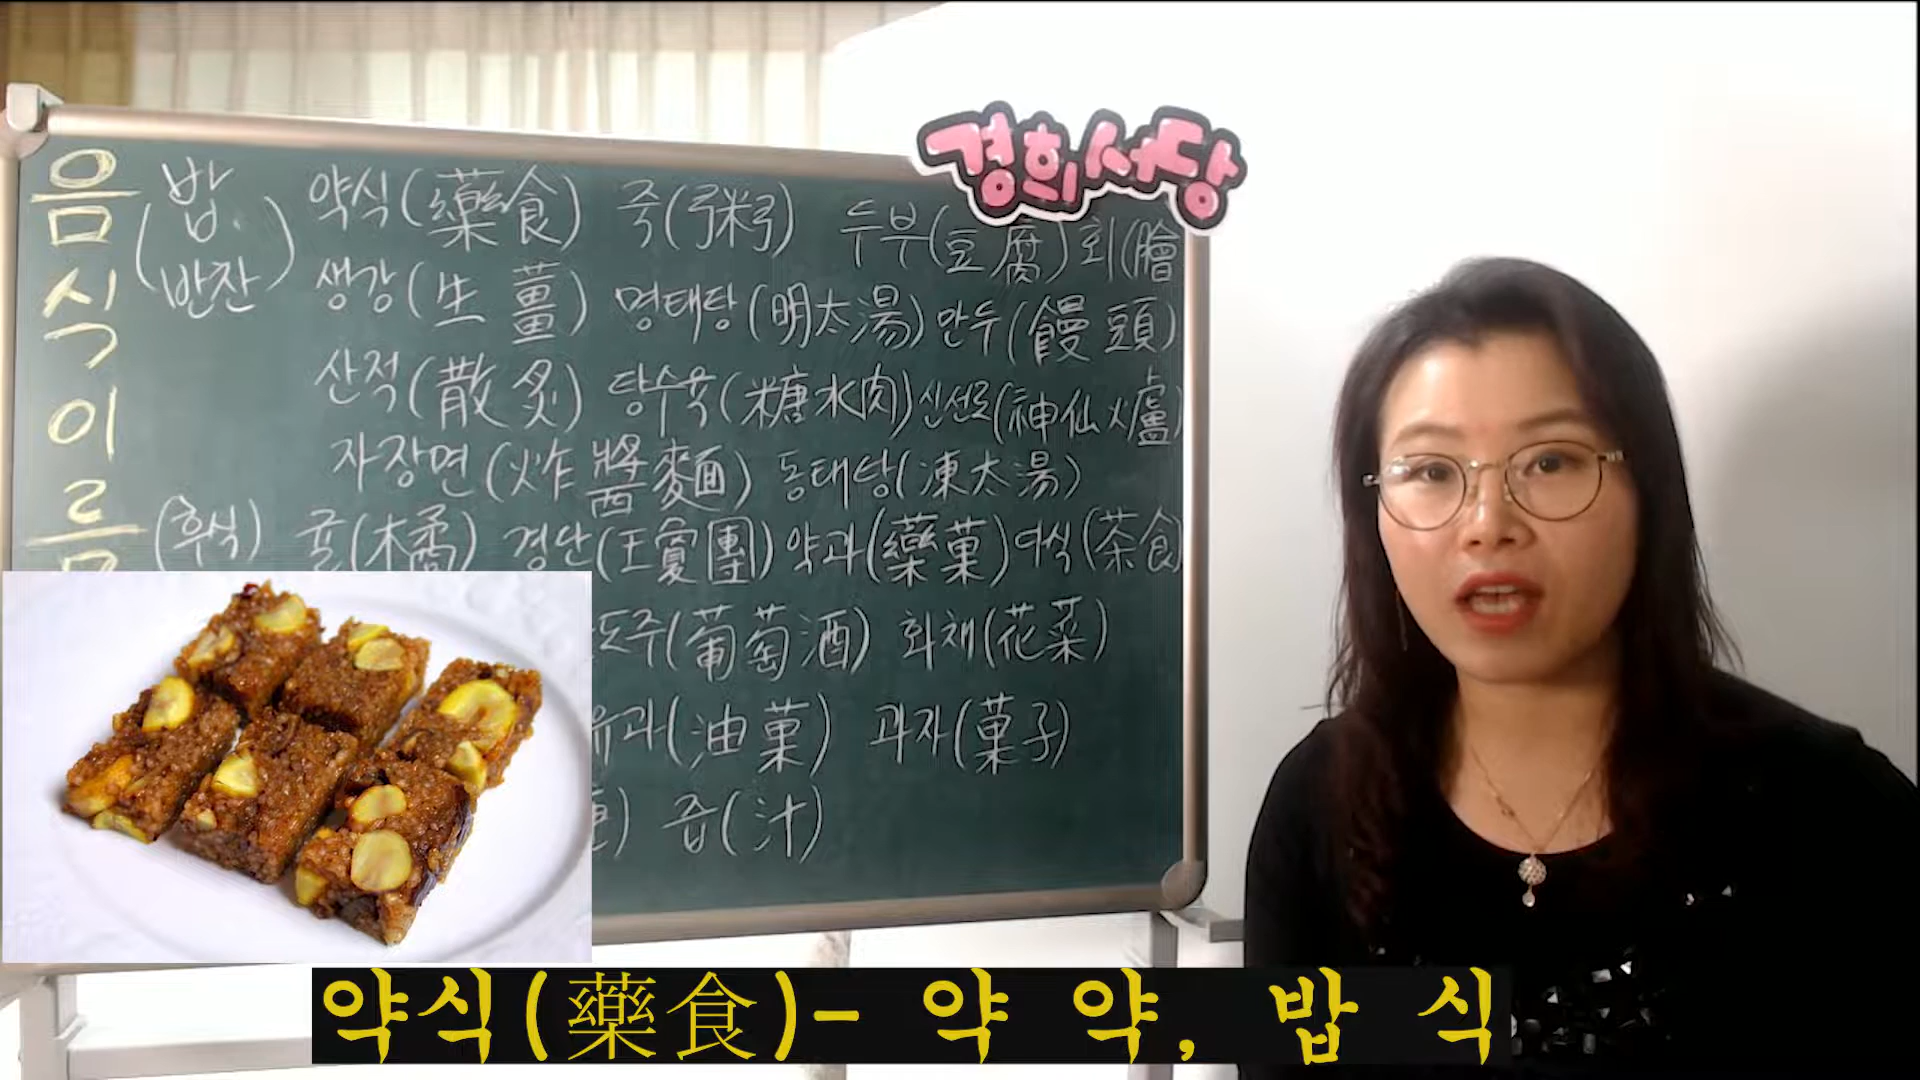 경희서당
음식이름
(밥. 반찬)
약식(藥食) 죽(粥) 두부(豆腐) 회(膾
생강(生薑) 명태탕(明太湯) 만두(饅頭)
산적(散炙) 탕수육(糖水肉) 신선로(神仙爐)
자장면(炸醬麵) 동태탕(凍太湯)
(후식) 귤(橘) 경단(瓊團) 약과(藥菓) 다식(茶食)
도주(葡萄酒) 화채(花菜)
유과(油菓) 과자(菓子)
) 즙(汁)
약식(藥食)- 약 약, 밥 식